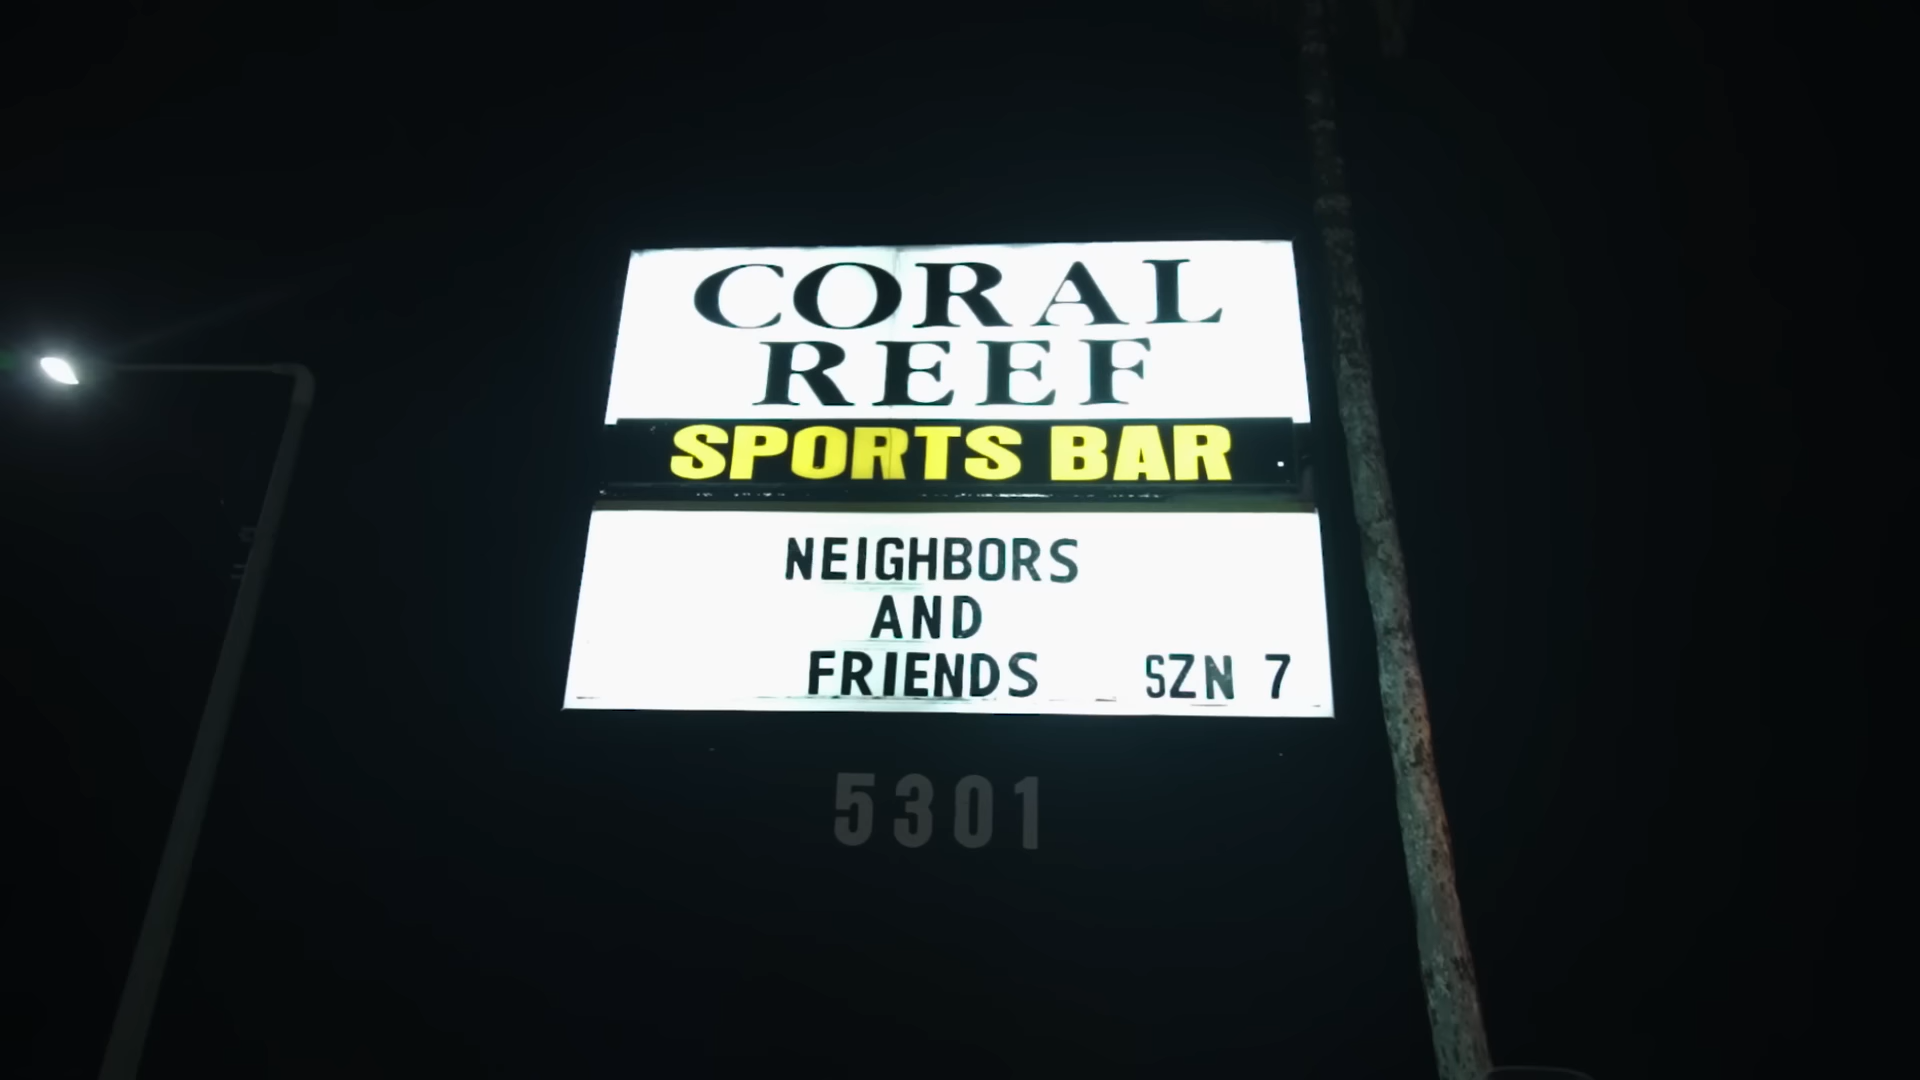 CORAL
REEF
SPORTS BAR
NEIGHBORS
AND
FRIENDS SZN 7
5301